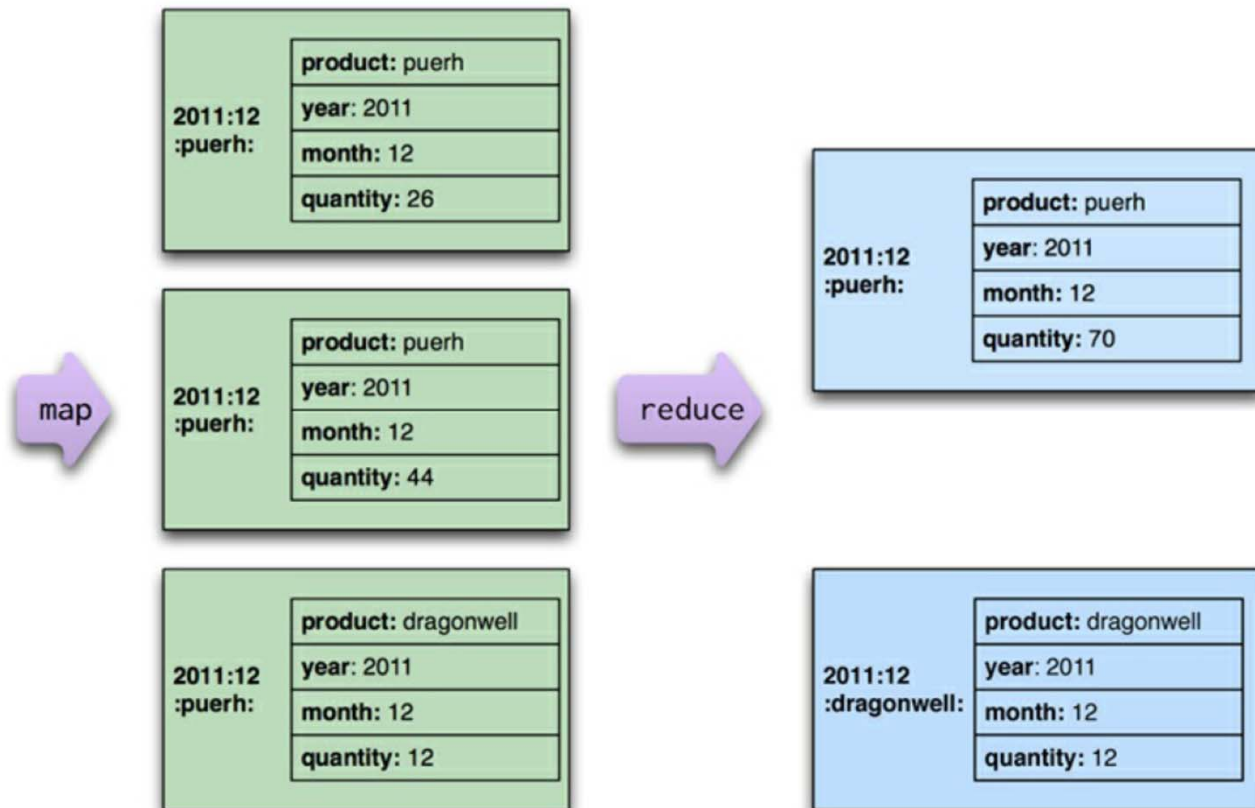 map
2011:12
:puerh:
product: puerh
year: 2011
month: 12
quantity: 26
2011:12
:puerh:
product: puerh
year: 2011
month: 12
quantity: 44
2011:12
:puerh:
product: dragonwell
year: 2011
month: 12
quantity: 12
reduce
2011:12
:puerh:
product: puerh
year: 2011
month: 12
quantity: 70
2011:12
:dragonwell:
product: dragonwell
year: 2011
month: 12
quantity: 12